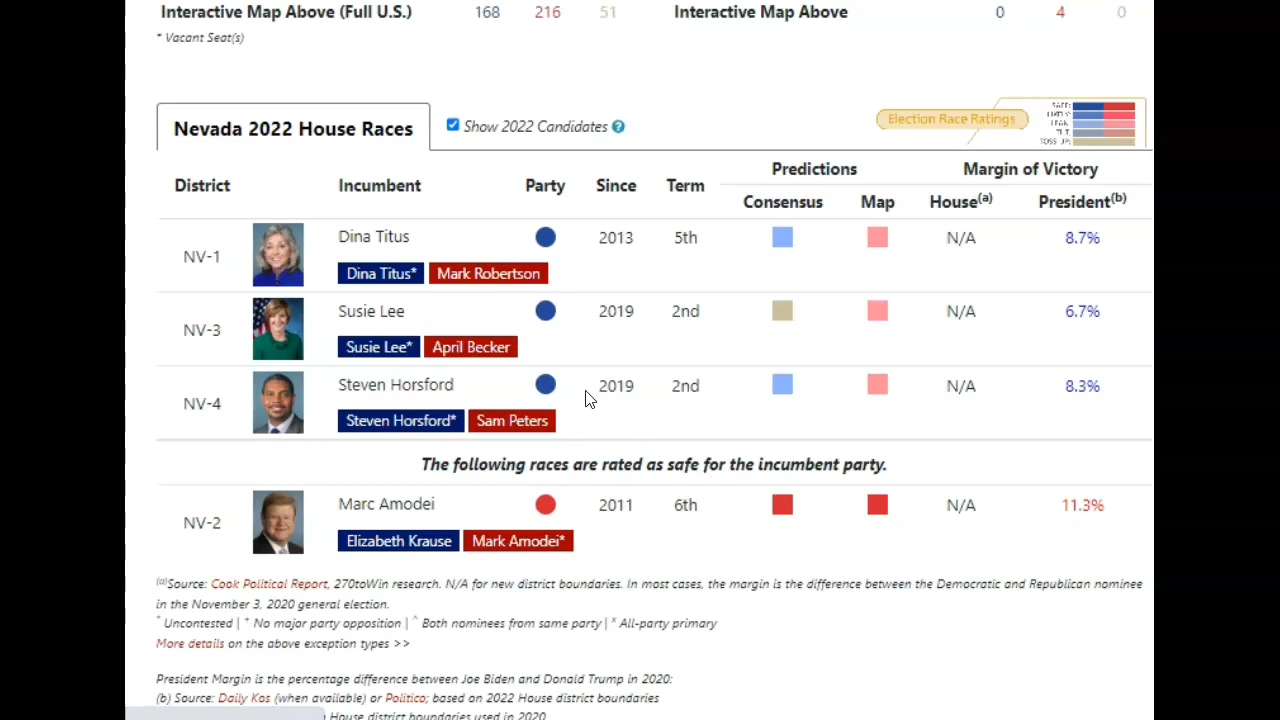 Interactive Map Above (Full U.S.) 168 216 51 Interactive Map Above 0 4 0
* Vacant Seat(s)
Nevada 2022 House Races Show 2022 Candidates ? Election Race Ratings
SAFE:
LIKELY:
LEAN:
TILT:
TOSS-UP:
Predictions Margin of Victory
District Incumbent Party Since Term
Consensus Map House(a) President(b)
NV-1 Dina Titus 2013 5th N/A 8.7%
Dina Titus* Mark Robertson
NV-3 Susie Lee 2019 2nd N/A 6.7%
Susie Lee* April Becker
NV-4 Steven Horsford 2019 2nd N/A 8.3%
Steven Horsford* Sam Peters
The following races are rated as safe for the incumbent party.
NV-2 Marc Amodei 2011 6th N/A 11.3%
Elizabeth Krause Mark Amodei*
(a)Source: Cook Political Report, 270toWin research. N/A for new district boundaries. In most cases, the margin is the difference between the Democratic and Republican nominee
in the November 3, 2020 general election.
* Uncontested | + No major party opposition | ^ Both nominees from same party | x All-party primary
More details on the above exception types >>
President Margin is the percentage difference between Joe Biden and Donald Trump in 2020:
(b) Source: Daily Kos (when available) or Politico; based on 2022 House district boundaries
House district boundaries used in 2020